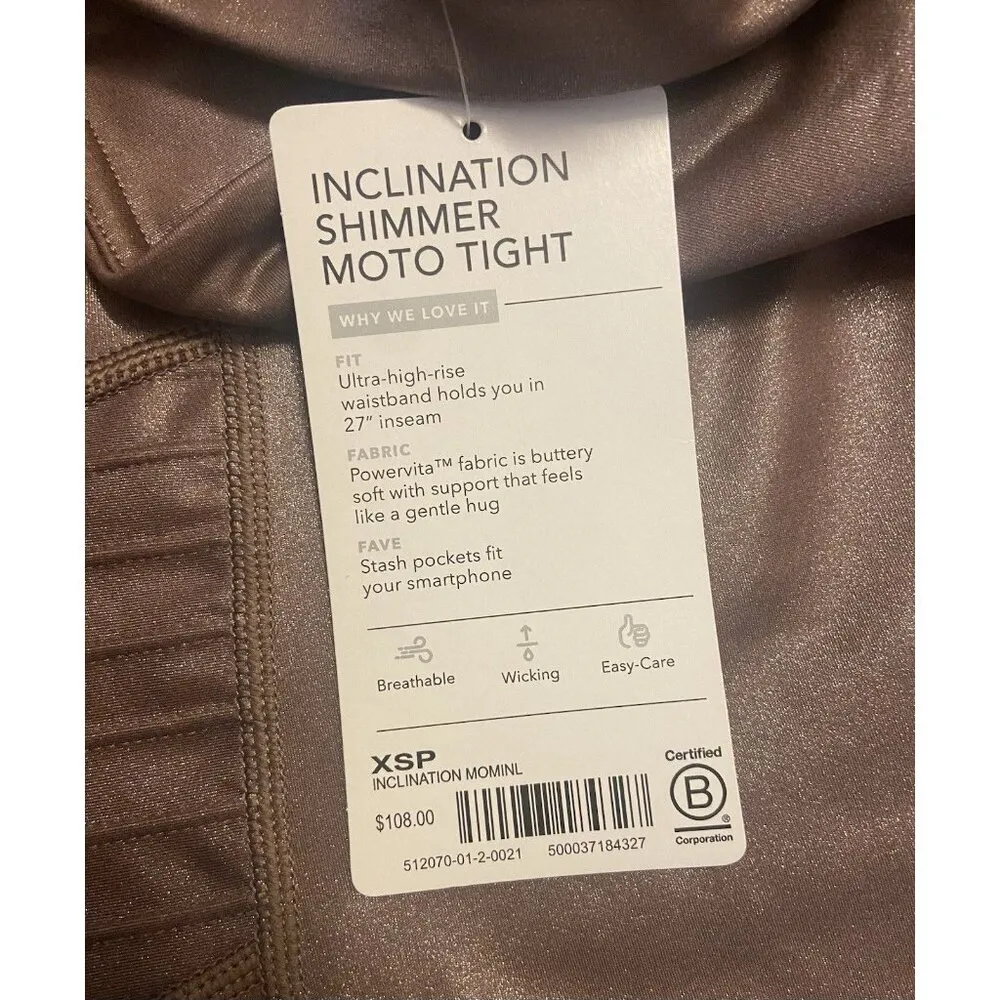 INCLINATION
SHIMMER
MOTO TIGHT
WHY WE LOVE IT
FIT
Ultra-high-rise
waistband holds you in
27" inseam
FABRIC
Powervita™ fabric is buttery
soft with support that feels
like a gentle hug
FAVE
Stash pockets fit
your smartphone
Breathable Wicking Easy-Care
XSP
INCLINATION MOMINL
$108.00
512070-01-2-0021 500037184327
Certified
B
®
Corporation